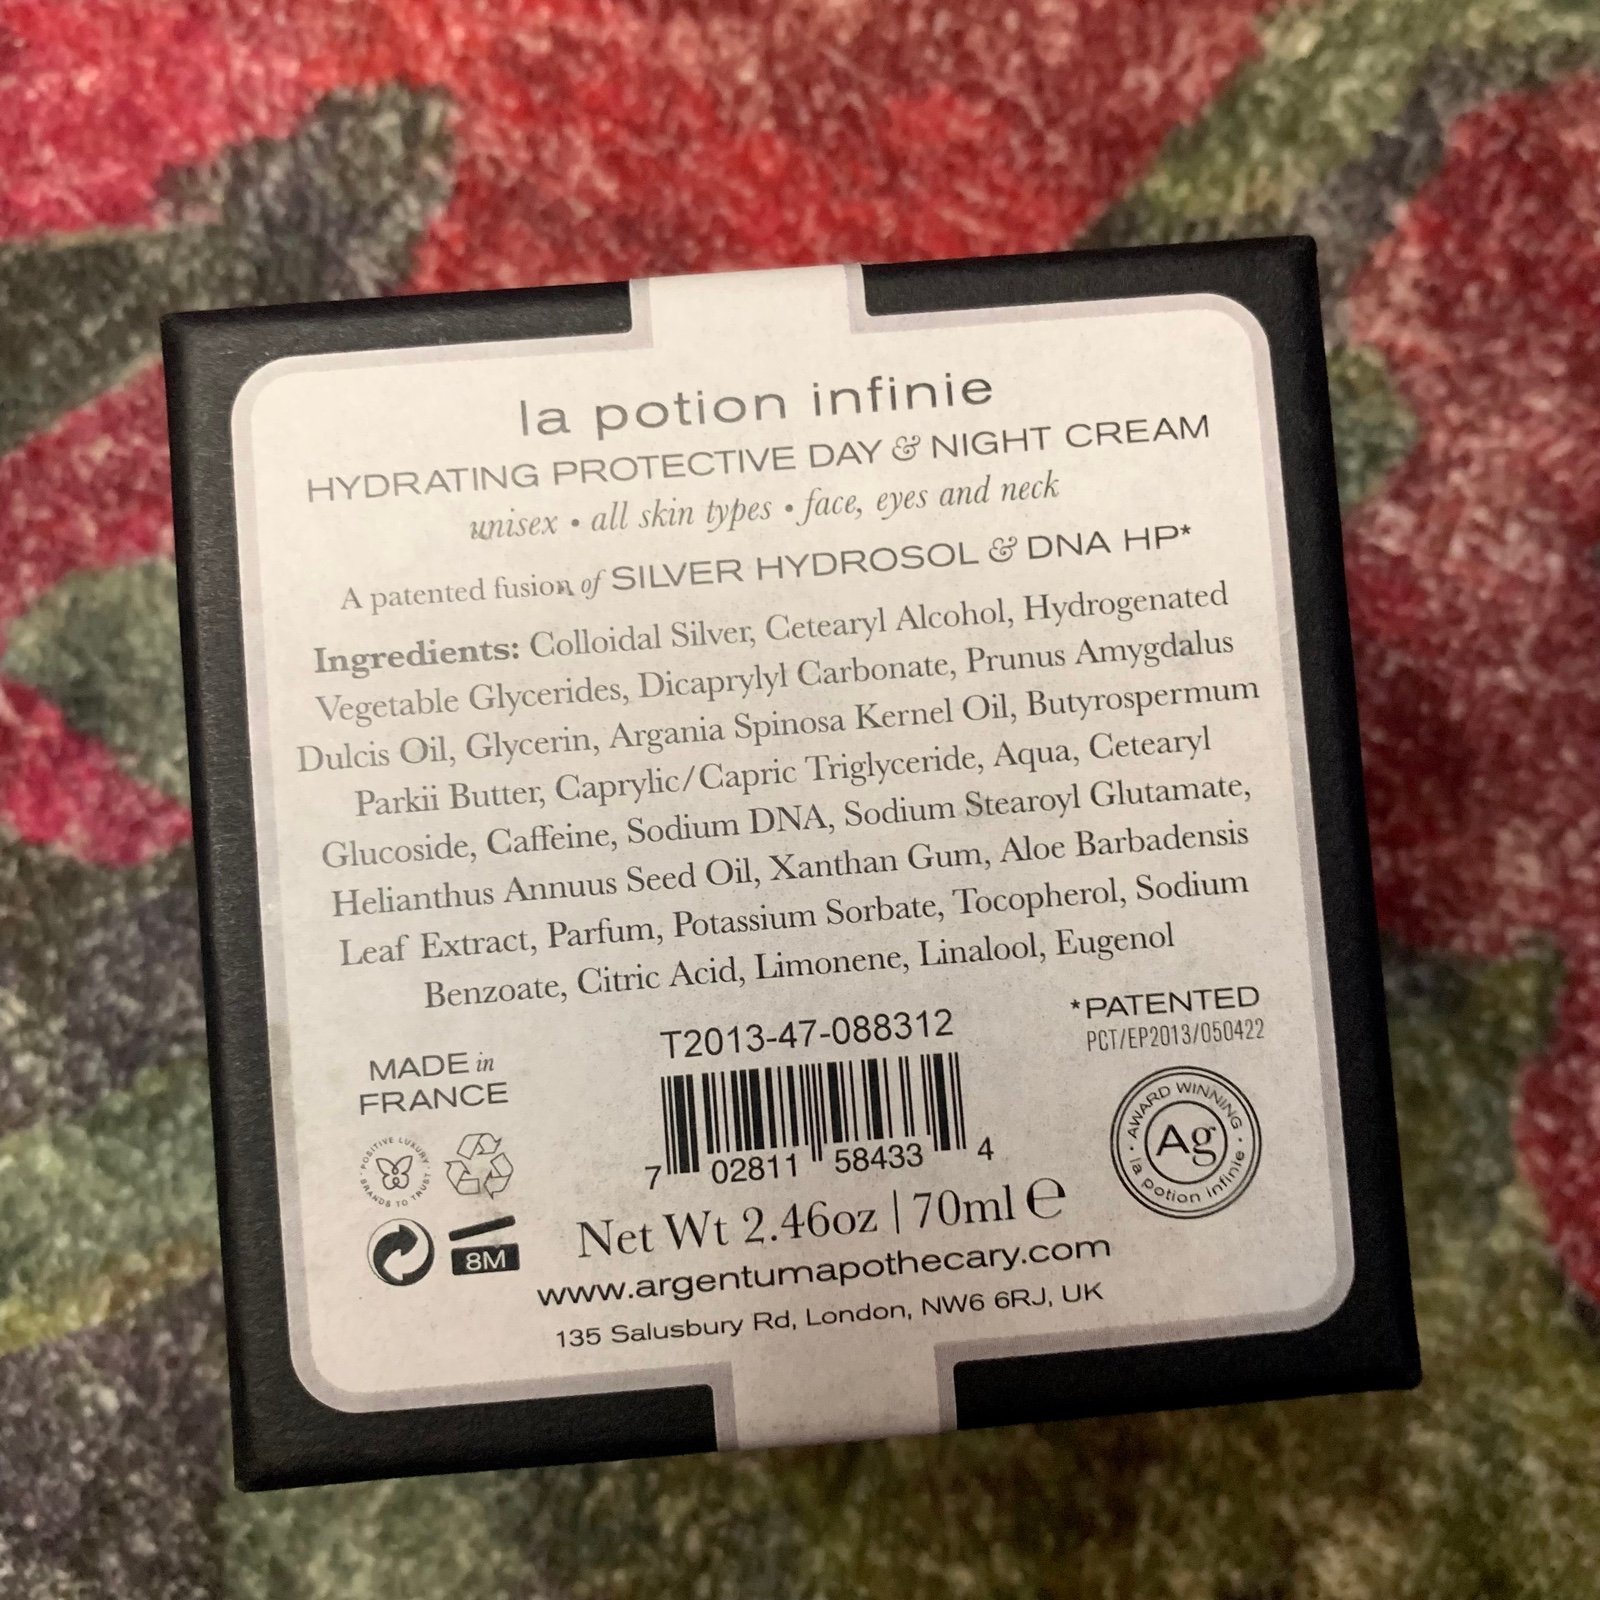 la potion infinie
HYDRATING PROTECTIVE DAY & NIGHT CREAM
unisex • all skin types • face, eyes and neck
A patented fusion of SILVER HYDROSOL & DNA HP*
Ingredients: Colloidal Silver, Cetearyl Alcohol, Hydrogenated
Vegetable Glycerides, Dicaprylyl Carbonate, Prunus Amygdalus
Dulcis Oil, Glycerin, Argania Spinosa Kernel Oil, Butyrospermum
Parkii Butter, Caprylic/Capric Triglyceride, Aqua, Cetearyl
Glucoside, Caffeine, Sodium DNA, Sodium Stearoyl Glutamate,
Helianthus Annuus Seed Oil, Xanthan Gum, Aloe Barbadensis
Leaf Extract, Parfum, Potassium Sorbate, Tocopherol, Sodium
Benzoate, Citric Acid, Limonene, Linalool, Eugenol
MADE in
FRANCE
POSITIVE LUXURY
BRANDS TO TRUST
8M
T2013-47-088312
7 02811 58433 4
*PATENTED
PCT/EP2013/050422
AWARD WINNING
Ag
la potion infinie
Net Wt 2.46oz | 70ml ℮
www.argentumapothecary.com
135 Salusbury Rd, London, NW6 6RJ, UK